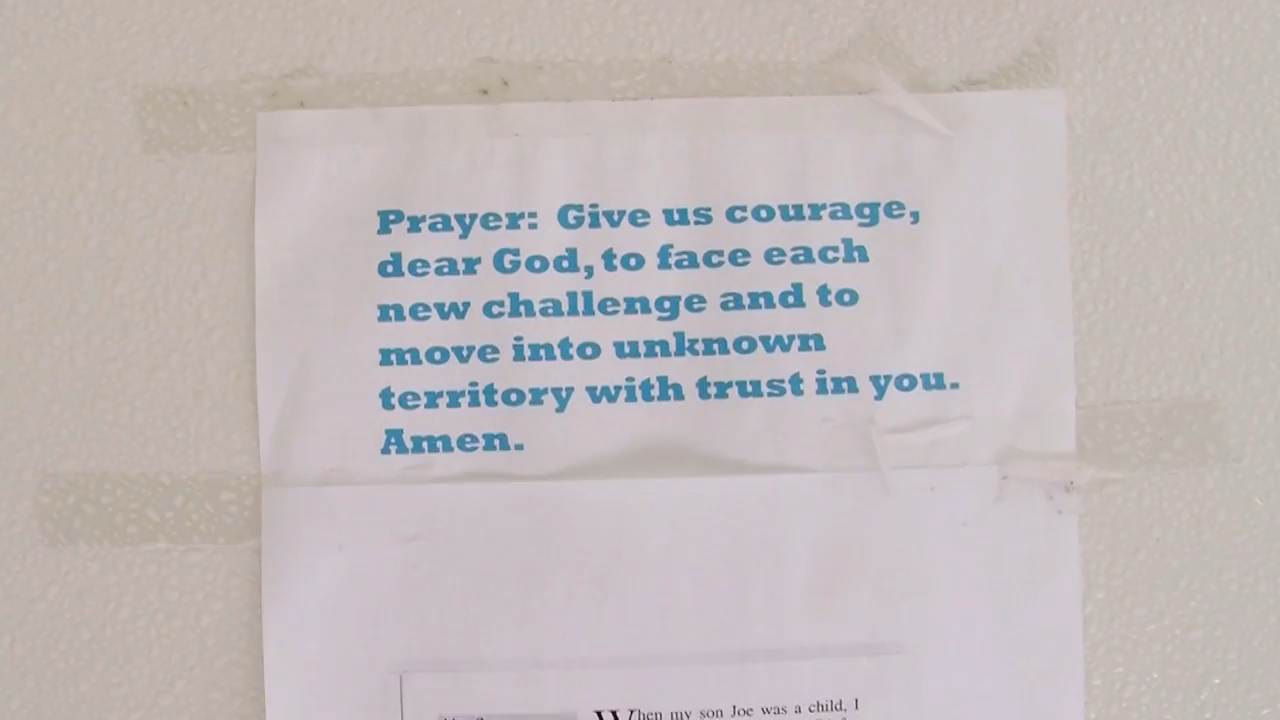 Prayer: Give us courage,
dear God, to face each
new challenge and to
move into unknown
territory with trust in you.
Amen.
When my son Joe was a child, I